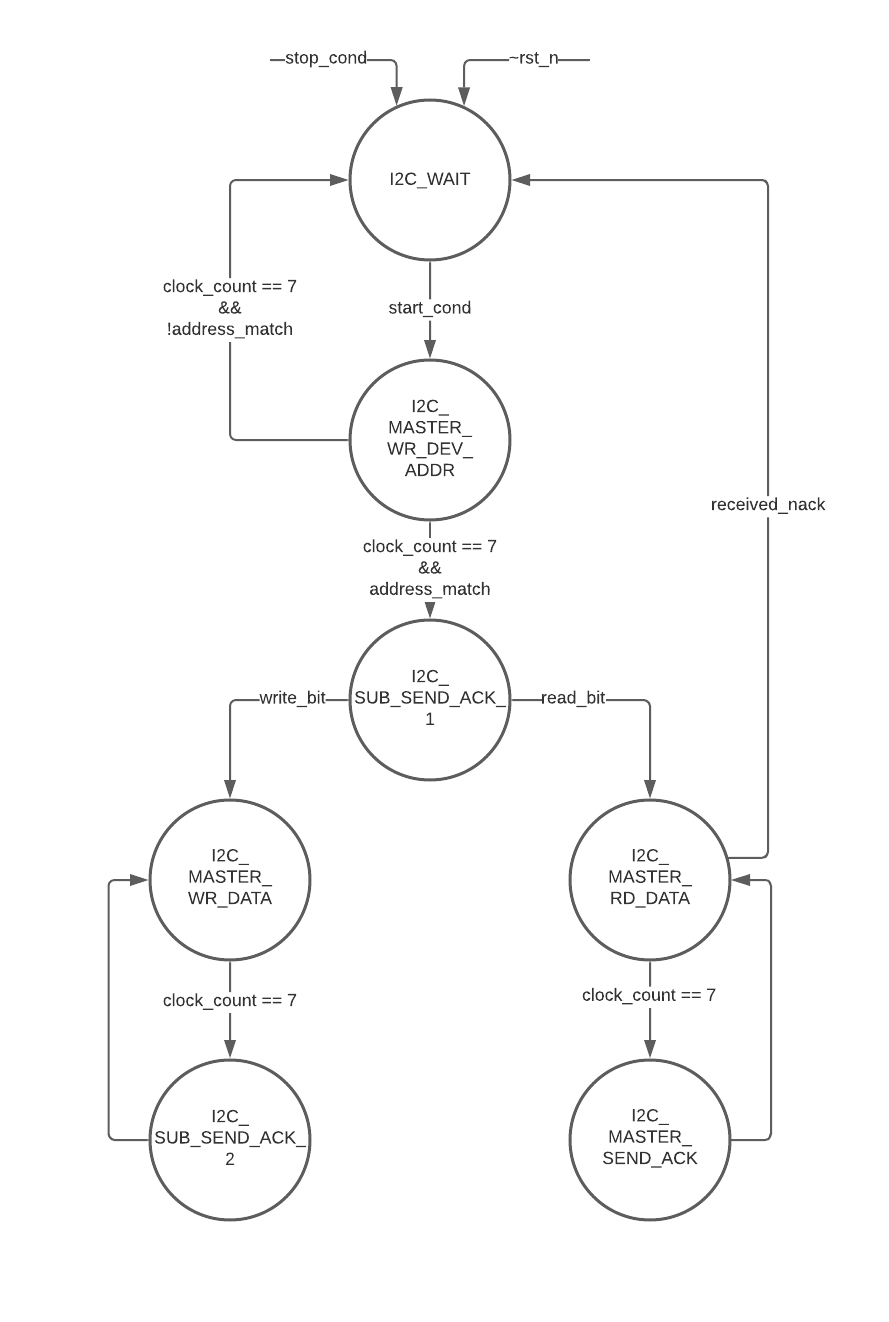 stop_cond
~rst_n
I2C_WAIT
clock_count == 7
&&
!address_match
start_cond
I2C_
MASTER_
WR_DEV_
ADDR
received_nack
clock_count == 7
&&
address_match
I2C_
SUB_SEND_ACK_
1
write_bit
read_bit
I2C_
MASTER_
WR_DATA
I2C_
MASTER_
RD_DATA
clock_count == 7
clock_count == 7
I2C_
SUB_SEND_ACK_
2
I2C_
MASTER_
SEND_ACK